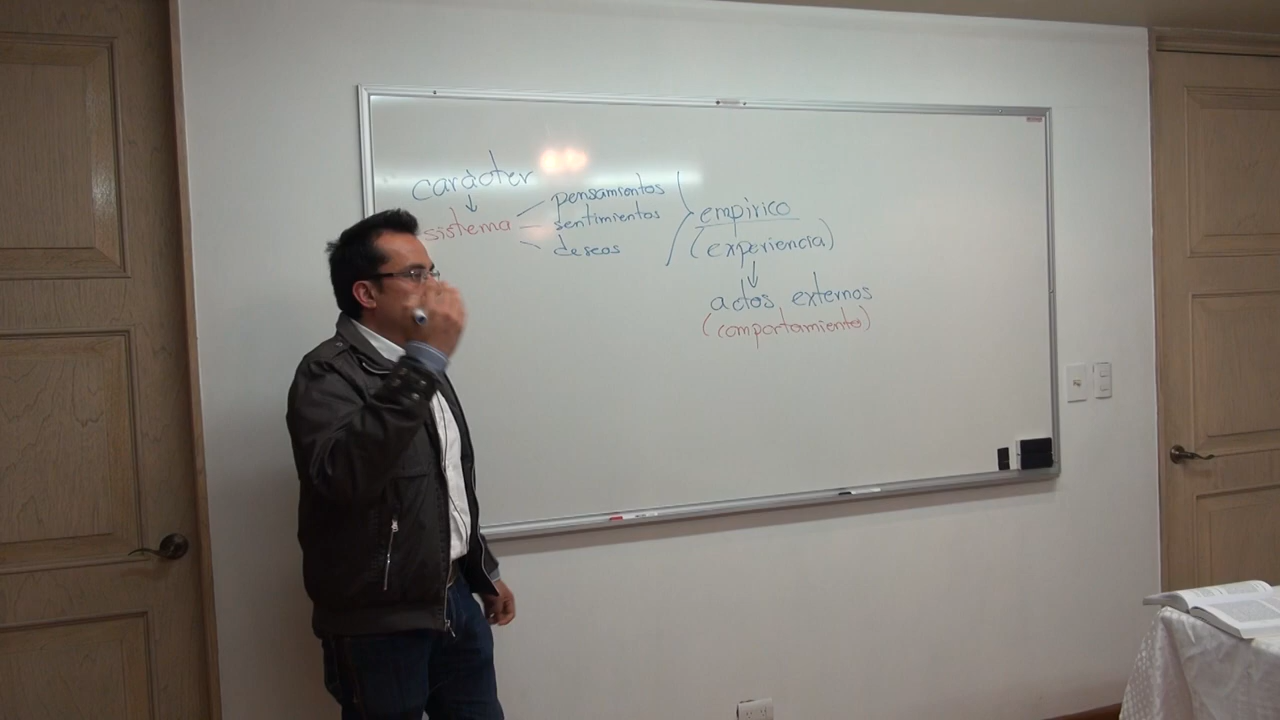 carácter
sistema
pensamientos
sentimientos
deseos
empírico
(experiencia)
actos externos
(comportamiento)